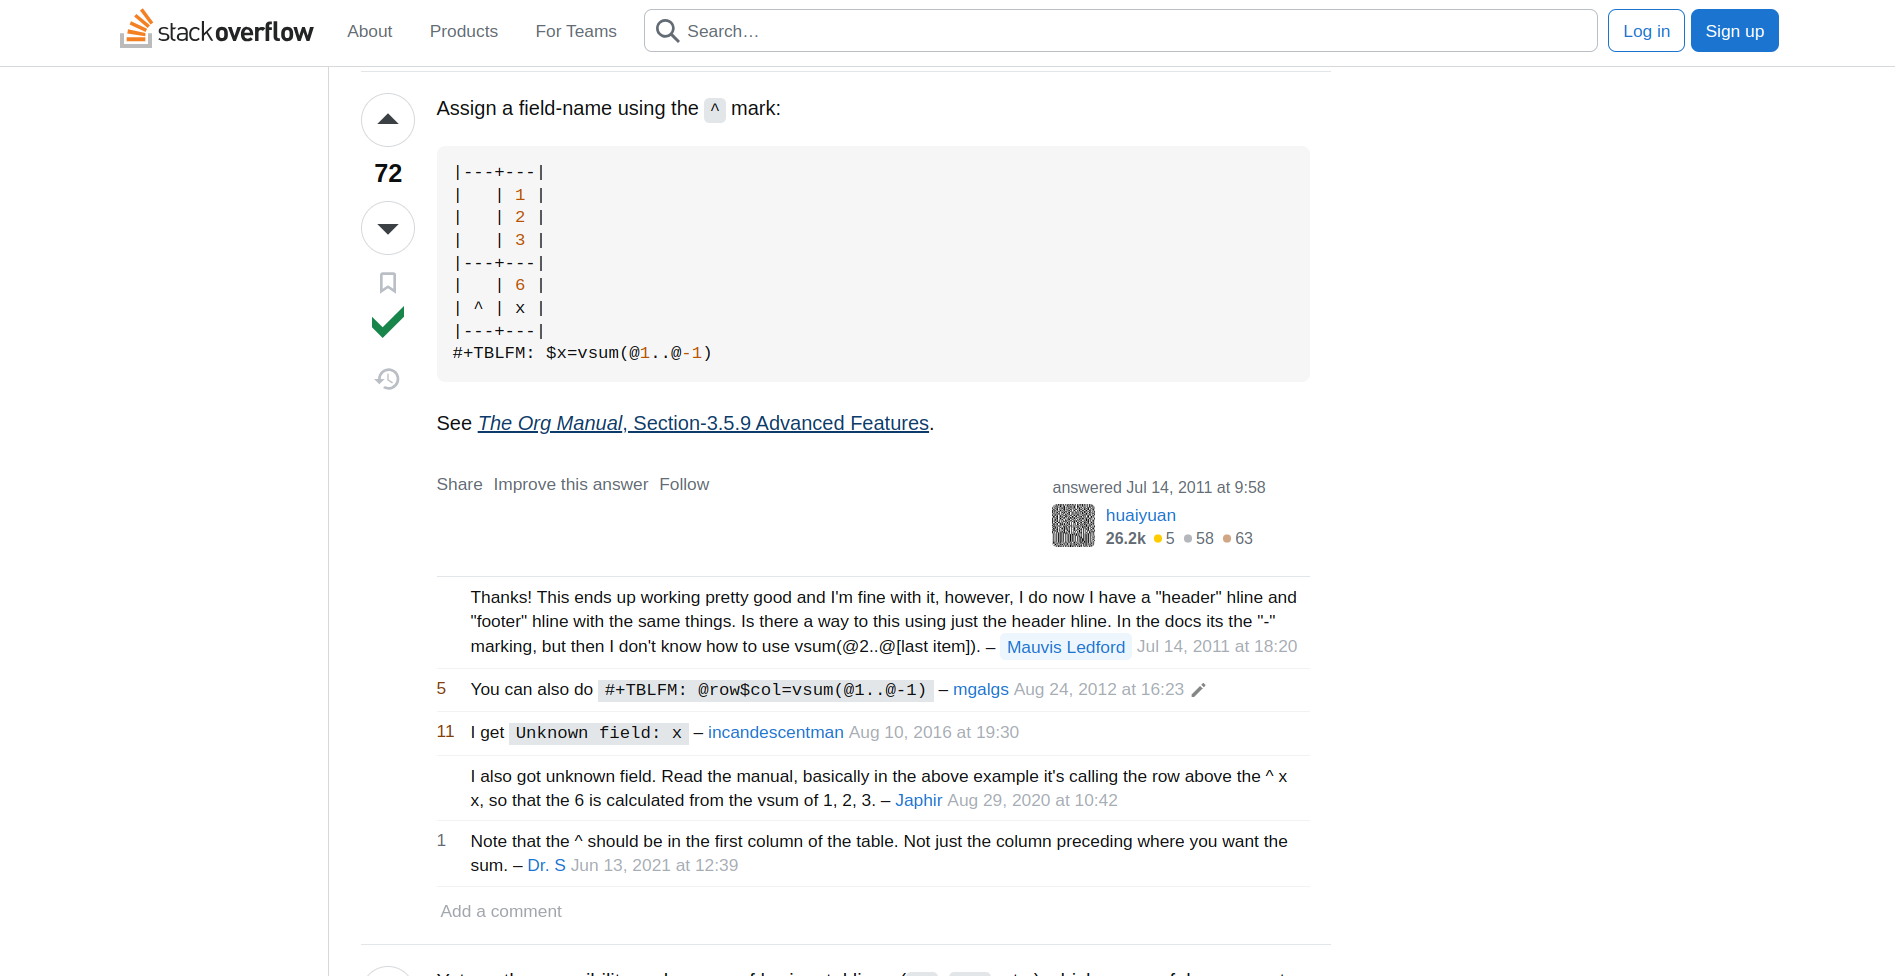 stackoverflow About Products For Teams Search… Log in Sign up
Assign a field-name using the ^ mark:
72
|---+---|
|   | 1 |
|   | 2 |
|   | 3 |
|---+---|
|   | 6 |
| ^ | x |
|---+---|
#+TBLFM: $x=vsum(@1..@-1)
See The Org Manual, Section-3.5.9 Advanced Features.
Share Improve this answer Follow
answered Jul 14, 2011 at 9:58
huaiyuan
26.2k 5 58 63
Thanks! This ends up working pretty good and I'm fine with it, however, I do now I have a "header" hline and
"footer" hline with the same things. Is there a way to this using just the header hline. In the docs its the "-"
marking, but then I don't know how to use vsum(@2..@[last item]). – Mauvis Ledford Jul 14, 2011 at 18:20
5 You can also do #+TBLFM: @row$col=vsum(@1..@-1) – mgalgs Aug 24, 2012 at 16:23
11 I get Unknown field: x – incandescentman Aug 10, 2016 at 19:30
I also got unknown field. Read the manual, basically in the above example it's calling the row above the ^ x
x, so that the 6 is calculated from the vsum of 1, 2, 3. – Japhir Aug 29, 2020 at 10:42
1 Note that the ^ should be in the first column of the table. Not just the column preceding where you want the
sum. – Dr. S Jun 13, 2021 at 12:39
Add a comment